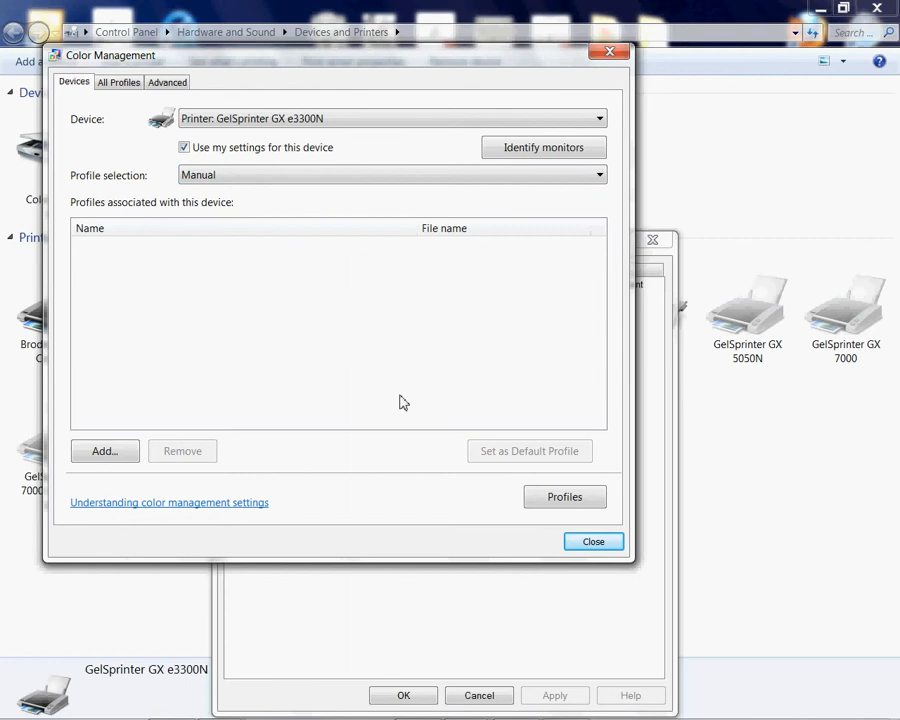 Control Panel Hardware and Sound Devices and Printers Search ...
Color Management
Add a
Devices All Profiles Advanced
Device: Printer: GelSprinter GX e3300N
Use my settings for this device Identify monitors
Profile selection: Manual
Profiles associated with this device:
Name File name
Add... Remove Set as Default Profile
Understanding color management settings Profiles
Close
GelSprinter GX
5050N
GelSprinter GX
7000
GelSprinter GX e3300N
OK Cancel Apply Help